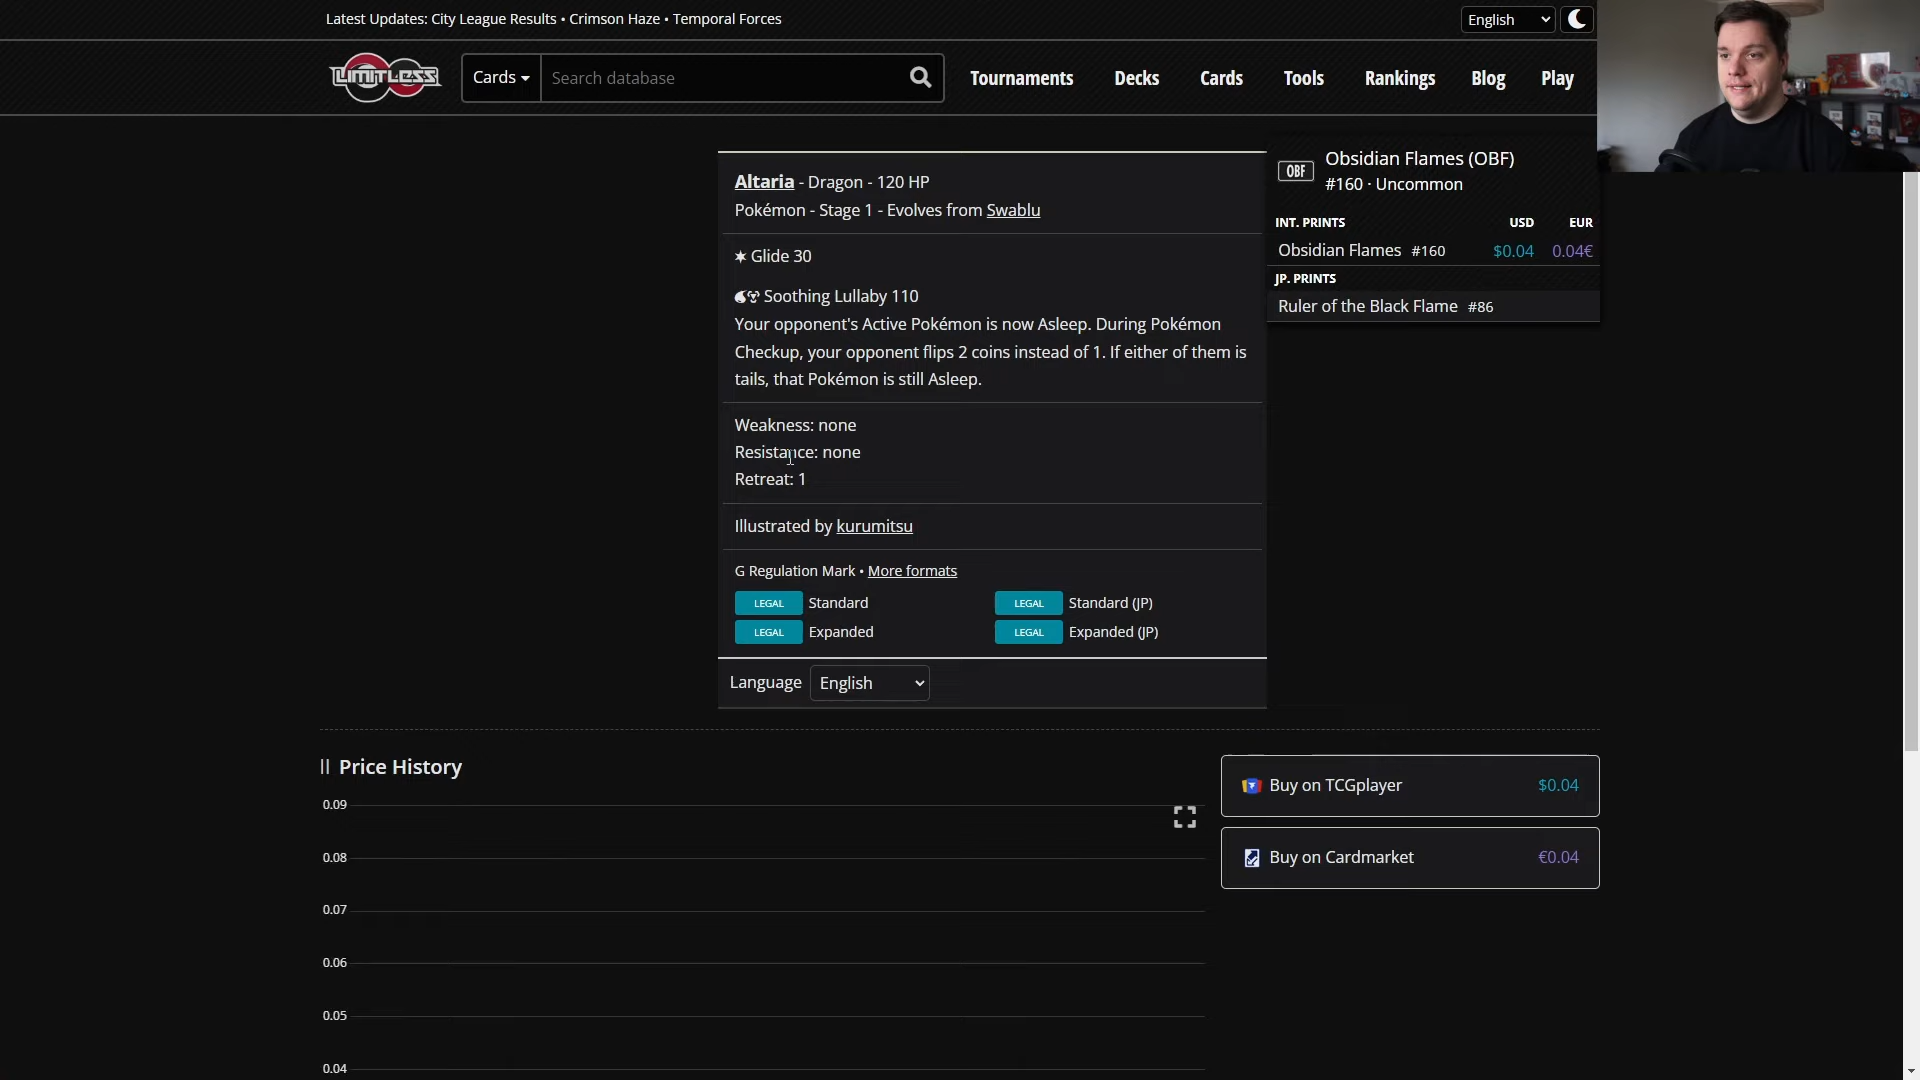 Latest Updates: City League Results • Crimson Haze • Temporal Forces
English
LIMITLESS
Cards
Search database
Tournaments
Decks
Cards
Tools
Rankings
Blog
Play
Altaria - Dragon - 120 HP
Pokémon - Stage 1 - Evolves from Swablu
Glide 30
Soothing Lullaby 110
Your opponent's Active Pokémon is now Asleep. During Pokémon
Checkup, your opponent flips 2 coins instead of 1. If either of them is
tails, that Pokémon is still Asleep.
Weakness: none
Resistance: none
Retreat: 1
Illustrated by kurumitsu
G Regulation Mark • More formats
LEGAL Standard
LEGAL Standard (JP)
LEGAL Expanded
LEGAL Expanded (JP)
Language English
OBF
Obsidian Flames (OBF)
#160 · Uncommon
INT. PRINTS USD EUR
Obsidian Flames #160 $0.04 0.04€
JP. PRINTS
Ruler of the Black Flame #86
Price History
0.09
0.08
0.07
0.06
0.05
0.04
Buy on TCGplayer $0.04
Buy on Cardmarket €0.04